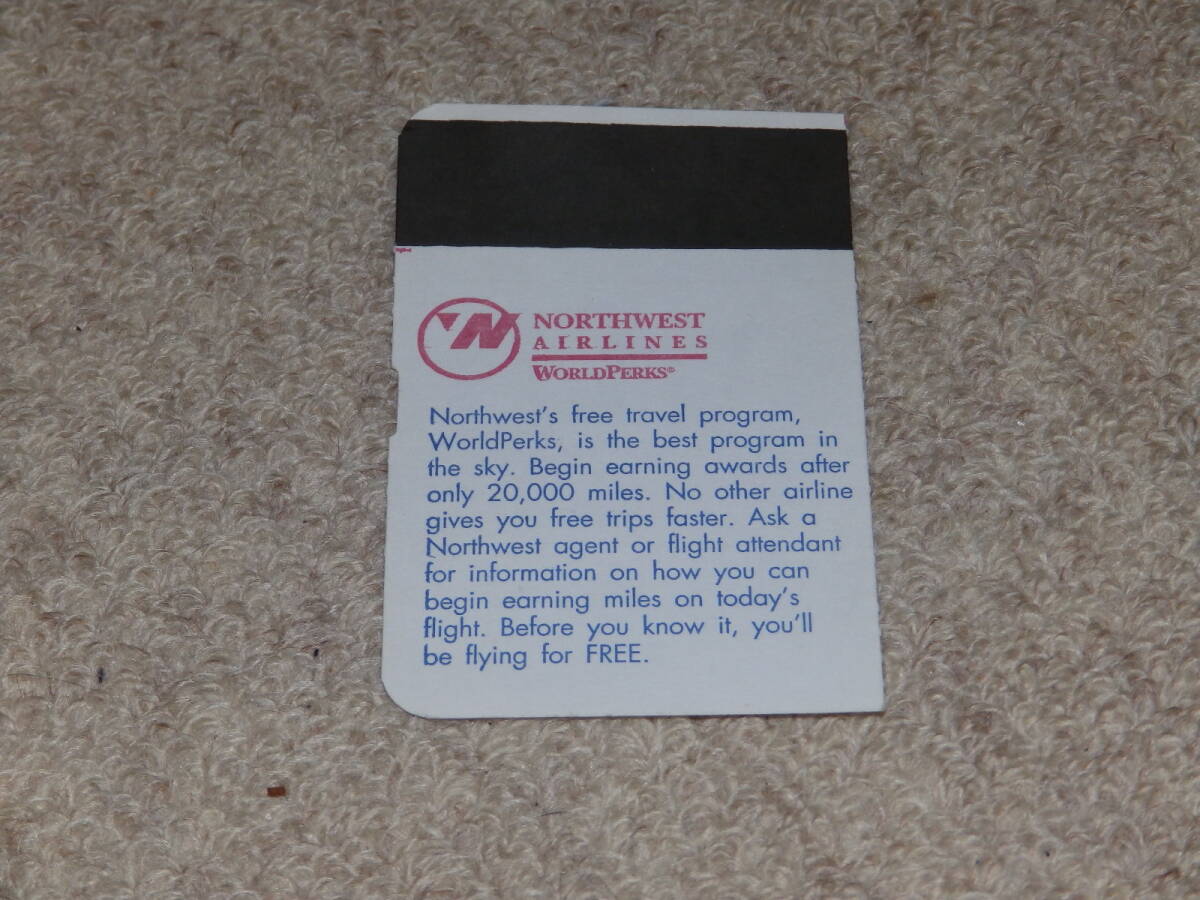 NORTHWEST
AIRLINES
WORLDPERKS®
Northwest's free travel program,
WorldPerks, is the best program in
the sky. Begin earning awards after
only 20,000 miles. No other airline
gives you free trips faster. Ask a
Northwest agent or flight attendant
for information on how you can
begin earning miles on today's
flight. Before you know it, you'll
be flying for FREE.